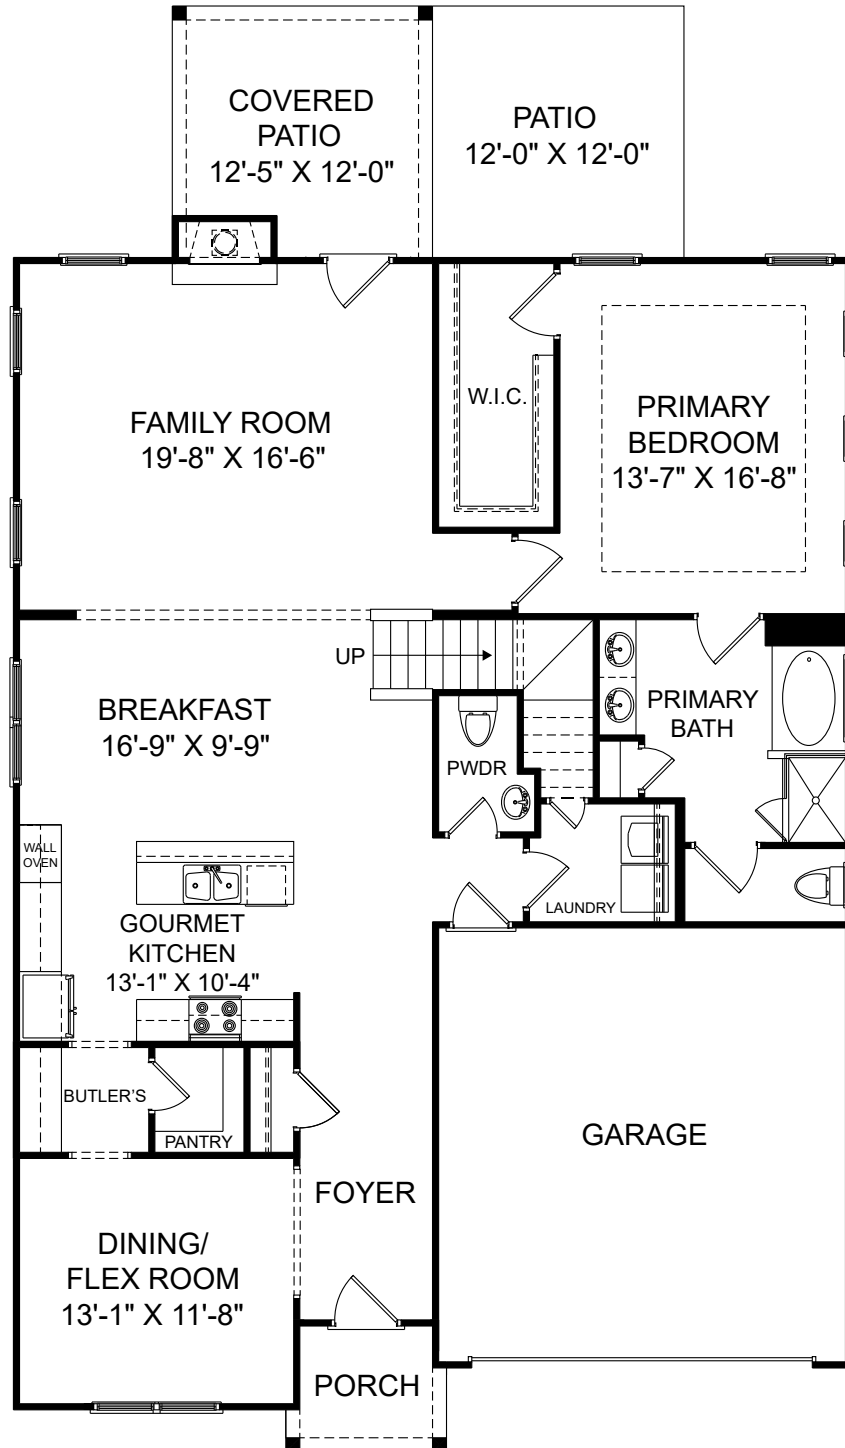 COVERED
PATIO
12'-5" X 12'-0"
PATIO
12'-0" X 12'-0"
FAMILY ROOM
19'-8" X 16'-6"
W.I.C.
PRIMARY
BEDROOM
13'-7" X 16'-8"
UP
BREAKFAST
16'-9" X 9'-9"
PWDR
PRIMARY
BATH
WALL
OVEN
LAUNDRY
GOURMET
KITCHEN
13'-1" X 10'-4"
BUTLER'S
PANTRY
GARAGE
FOYER
DINING/
FLEX ROOM
13'-1" X 11'-8"
PORCH